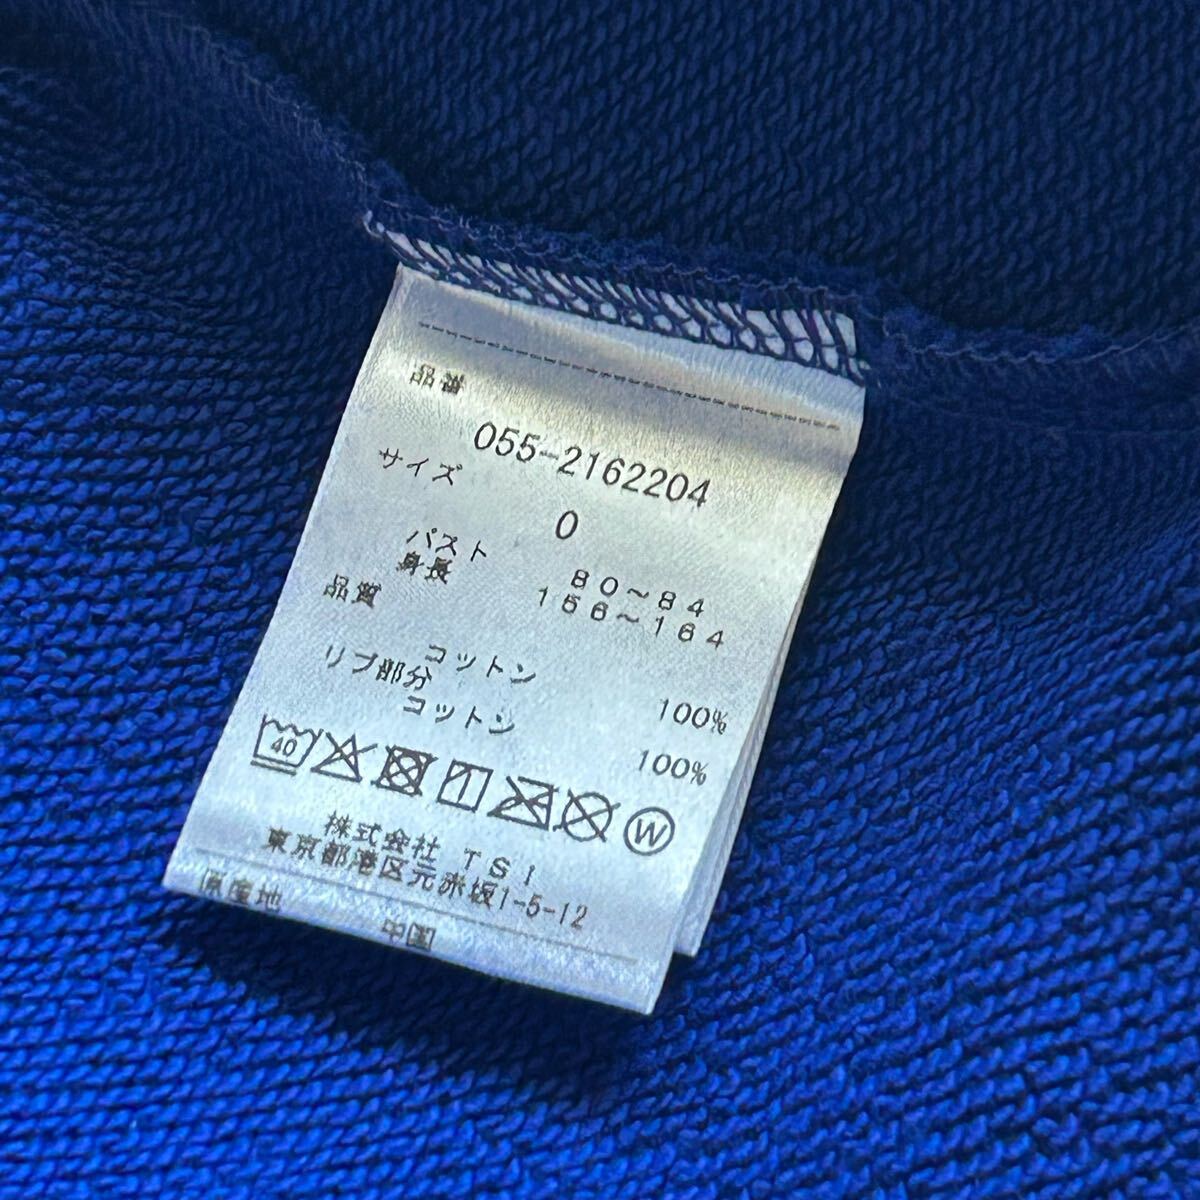 品番
055-2162204
サイズ
0
バスト 80～84
身長 156～164
品質
コットン 100%
リブ部分
コットン 100%
40 W
株式会社 TSI
東京都港区元赤坂1-5-12
原産地 中国